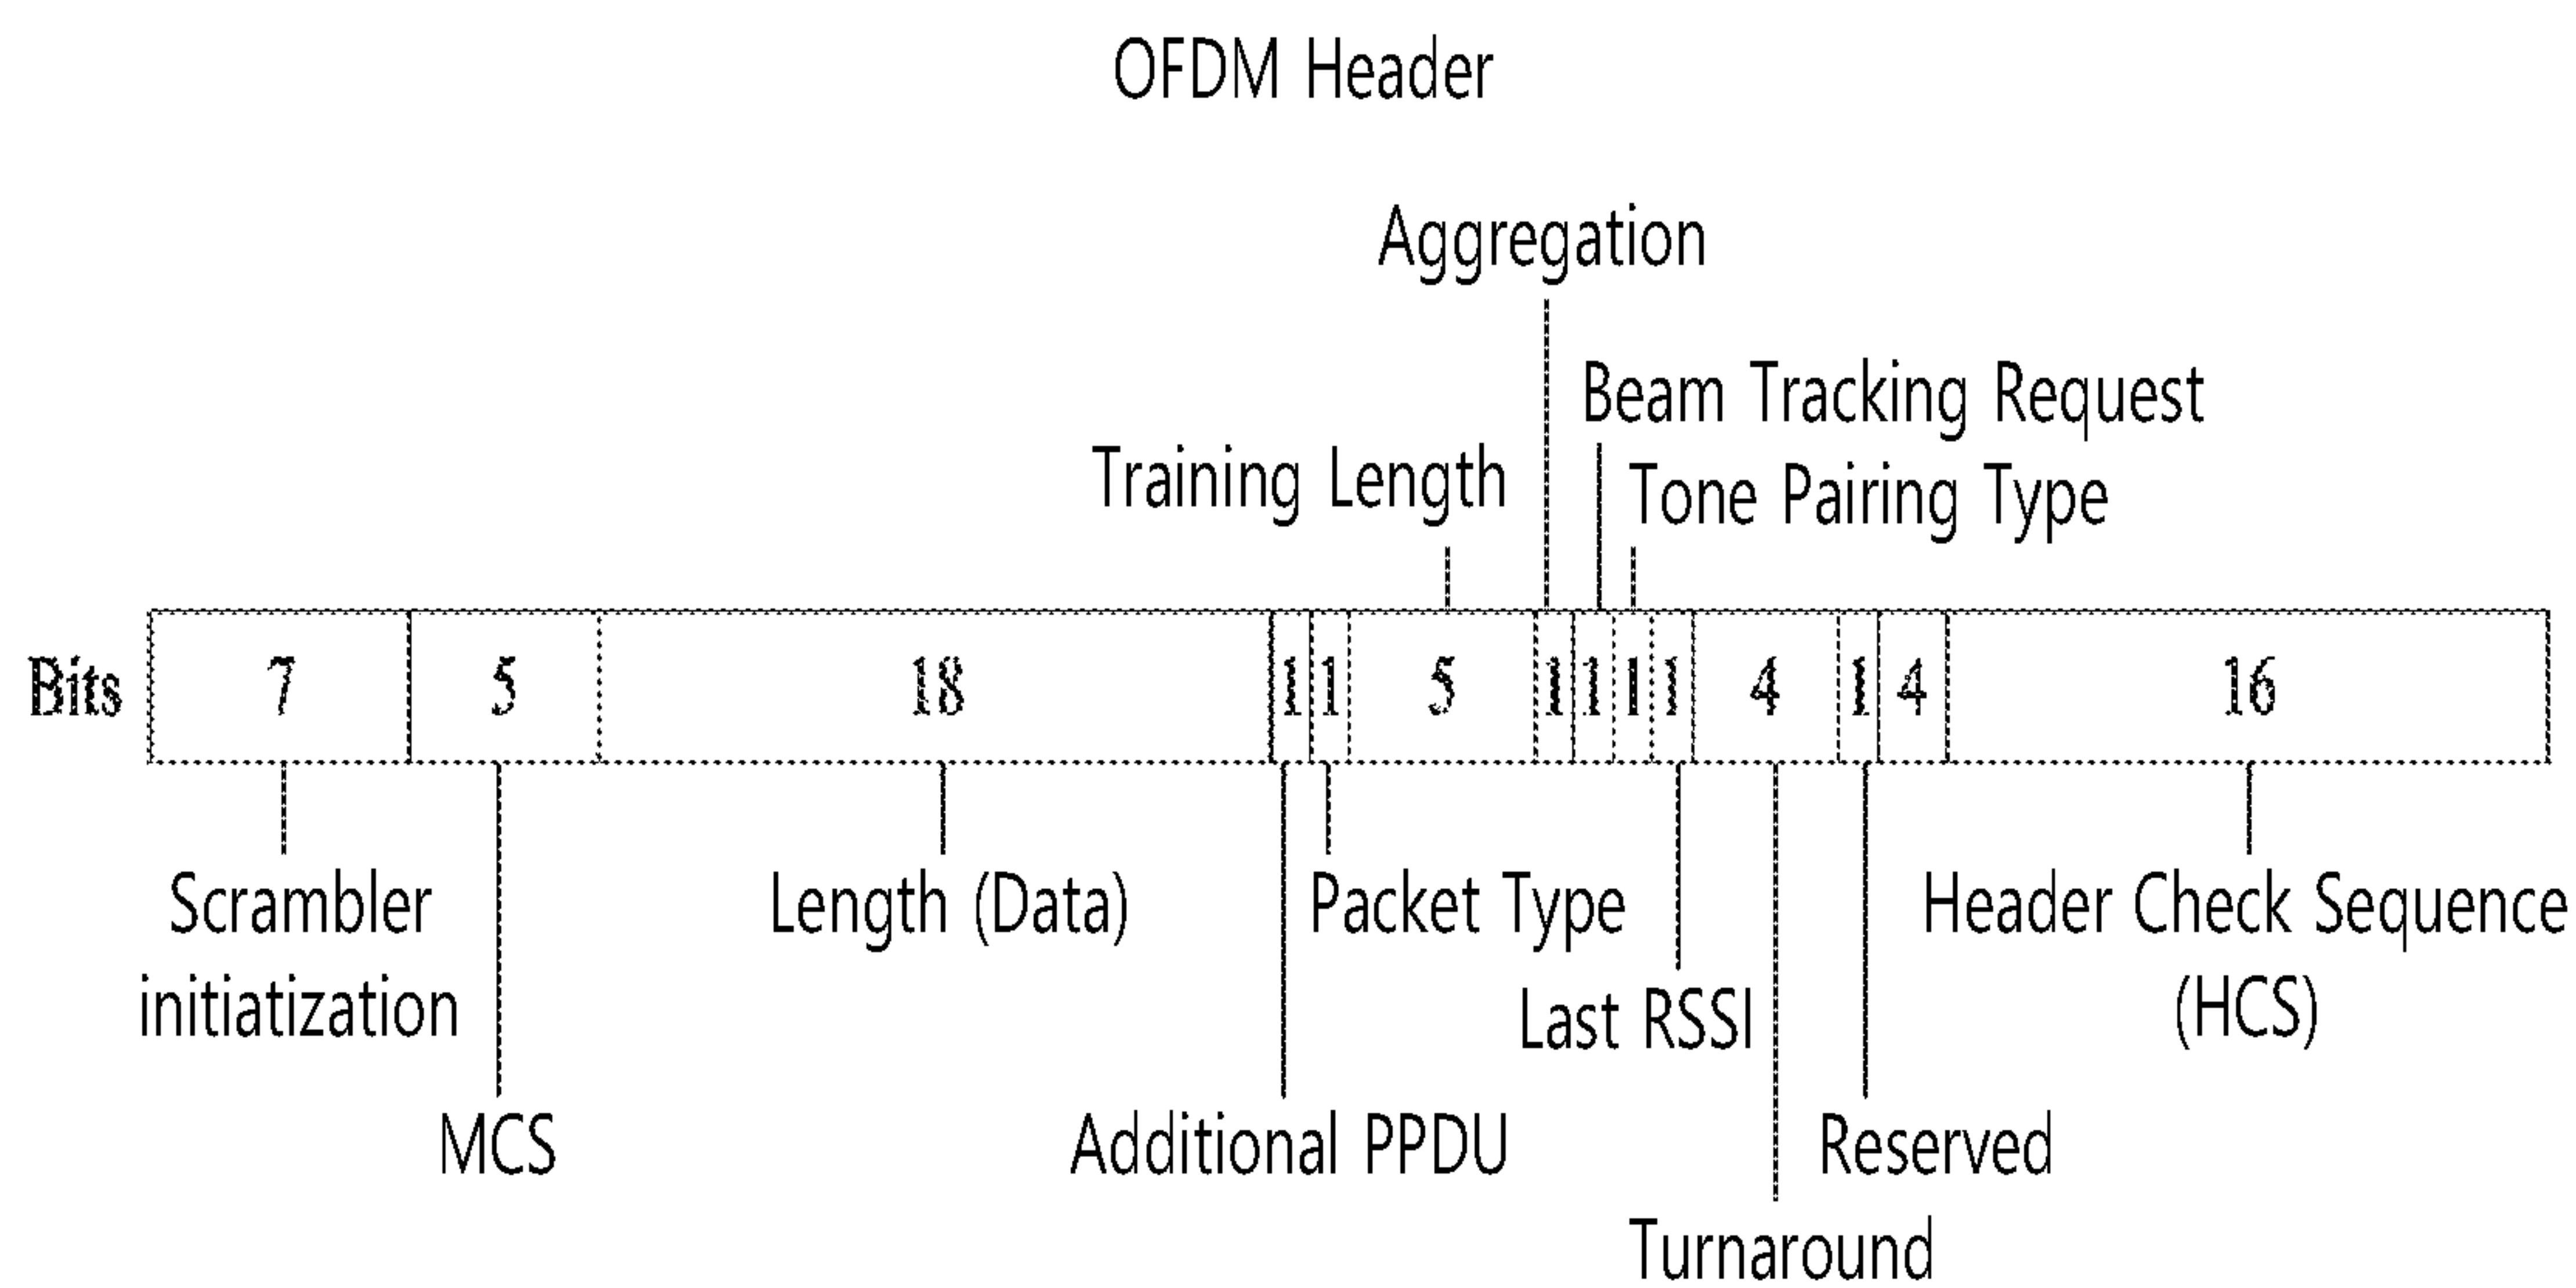 OFDM Header
Aggregation
Beam Tracking Request
Training Length
Tone Pairing Type
Bits 7 5 18 1 1 5 1 1 1 1 4 1 4 16
Scrambler
initiatization
Length (Data)
Packet Type
Header Check Sequence
(HCS)
Last RSSI
MCS
Additional PPDU
Reserved
Turnaround